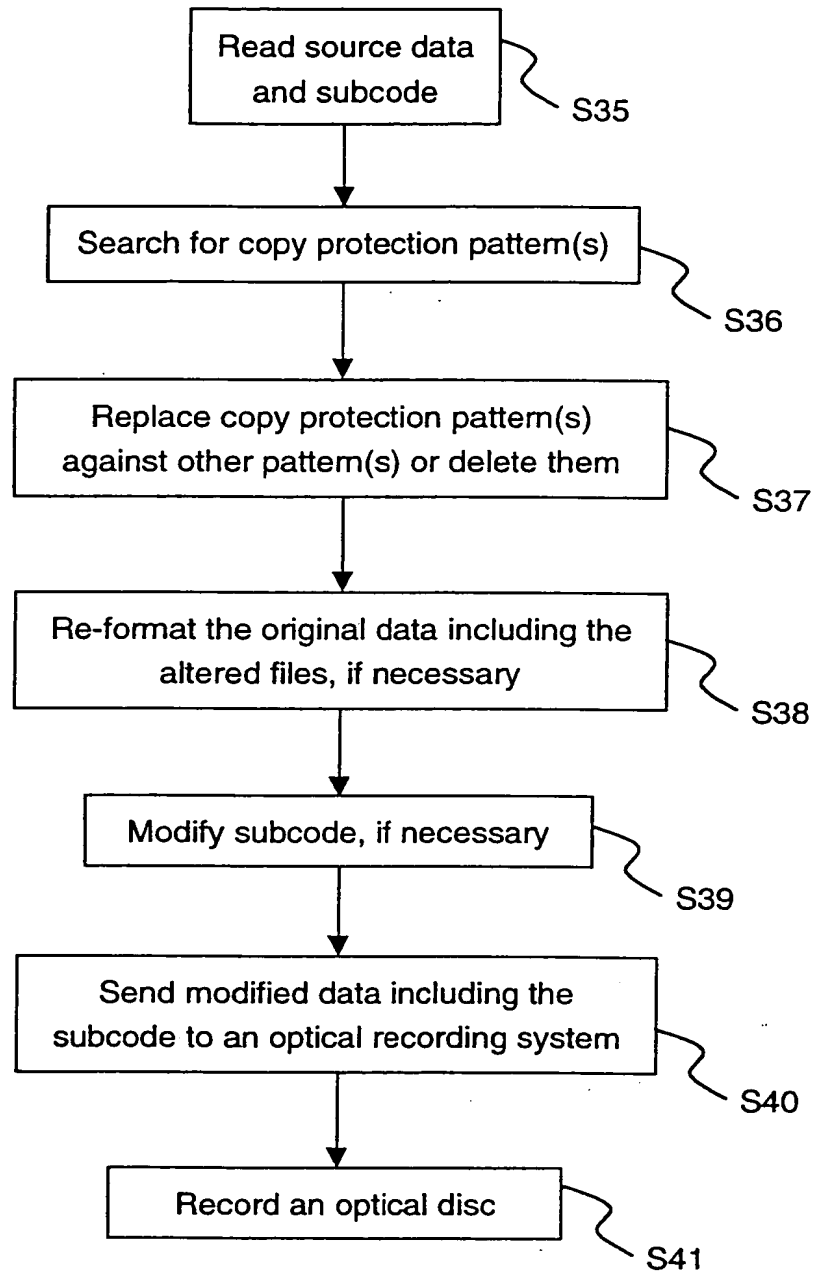 Read source data
and subcode
S35
Search for copy protection pattern(s)
S36
Replace copy protection pattern(s)
against other pattern(s) or delete them
S37
Re-format the original data including the
altered files, if necessary
S38
Modify subcode, if necessary
S39
Send modified data including the
subcode to an optical recording system
S40
Record an optical disc
S41